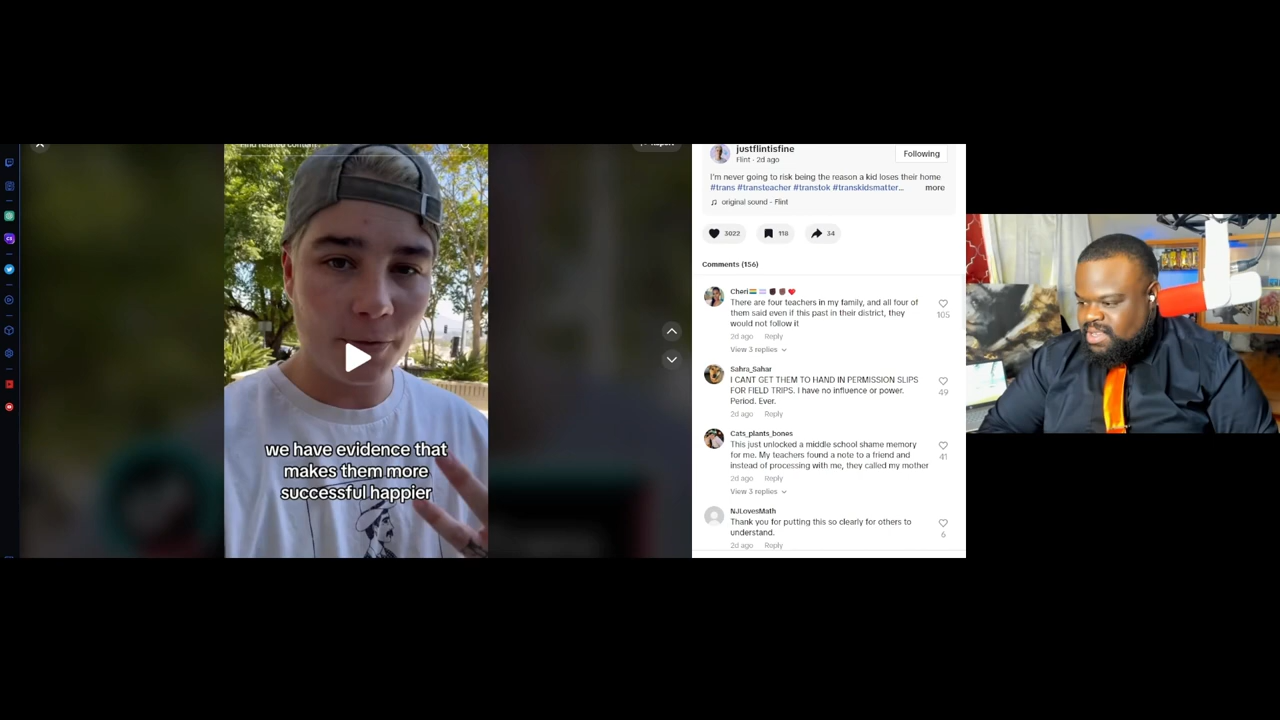 we have evidence that
makes them more
successful happier
justflintisfine
Flint · 2d ago
Following
I'm never going to risk being the reason a kid loses their home
#trans #transteacher #transtok #transkidsmatter...
more
original sound - Flint
3022
118
34
Comments (156)
Cheri
There are four teachers in my family, and all four of
them said even if this past in their district, they
would not follow it
105
2d ago
Reply
View 3 replies
Sahra_Sahar
I CANT GET THEM TO HAND IN PERMISSION SLIPS
FOR FIELD TRIPS. I have no influence or power.
Period. Ever.
49
2d ago
Reply
Cats_plants_bones
This just unlocked a middle school shame memory
for me. My teachers found a note to a friend and
instead of processing with me, they called my mother
41
2d ago
Reply
View 3 replies
NJLovesMath
Thank you for putting this so clearly for others to
understand.
6
2d ago
Reply